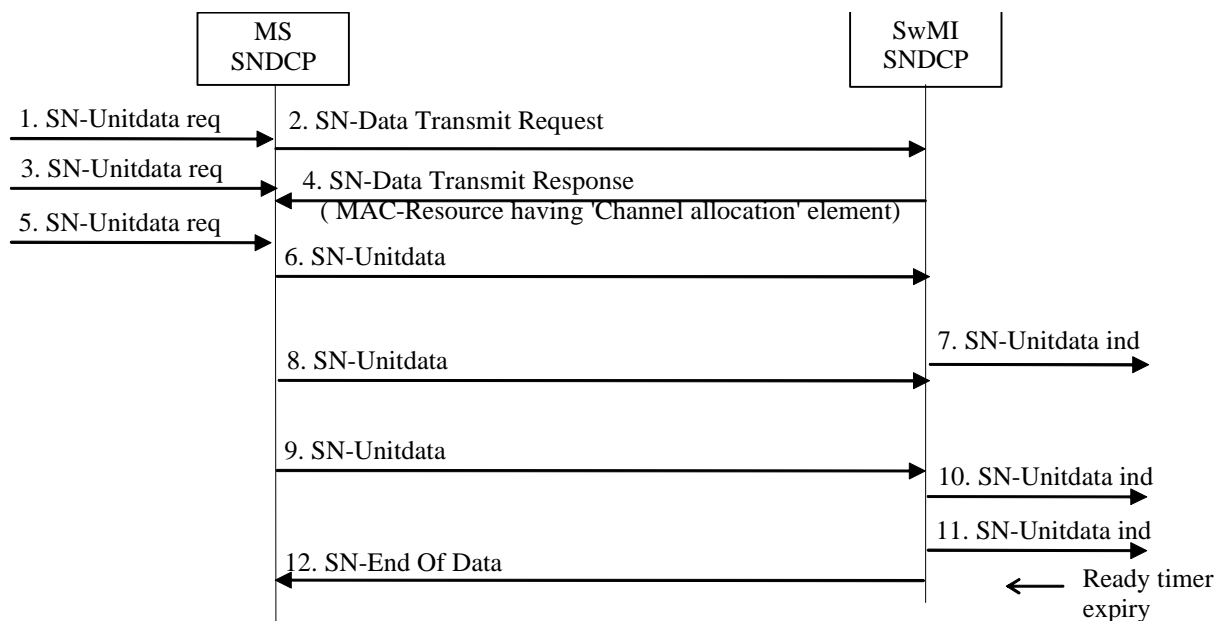 MS
SNDCP
SwMI
SNDCP
1. SN-Unitdata req
2. SN-Data Transmit Request
3. SN-Unitdata req
4. SN-Data Transmit Response
( MAC-Resource having 'Channel allocation' element)
5. SN-Unitdata req
6. SN-Unitdata
7. SN-Unitdata ind
8. SN-Unitdata
9. SN-Unitdata
10. SN-Unitdata ind
11. SN-Unitdata ind
12. SN-End Of Data
Ready timer
expiry